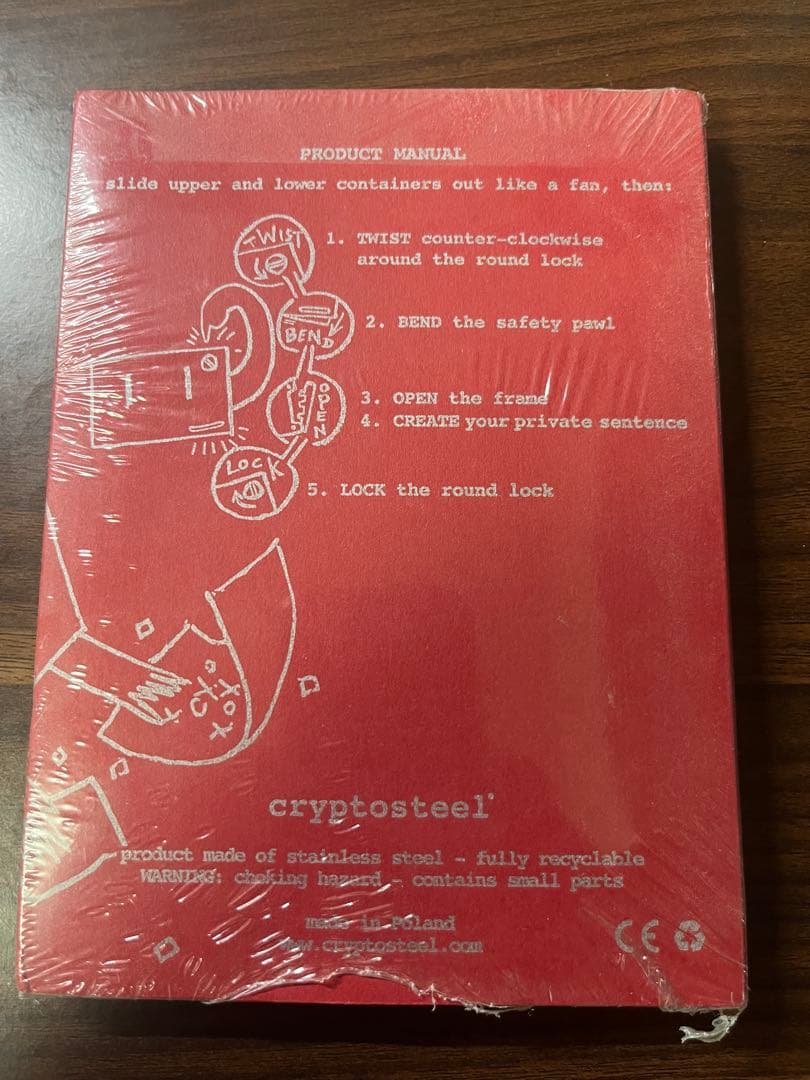 PRODUCT MANUAL
slide upper and lower containers out like a fan, then:
TWIST
1. TWIST counter-clockwise
around the round lock
BEND
2. BEND the safety pawl
OPEN
3. OPEN the frame
4. CREATE your private sentence
LOCK
5. LOCK the round lock
cryptosteel
product made of stainless steel - fully recyclable
WARNING: choking hazard - contains small parts
made in Poland
www.cryptosteel.com
CE